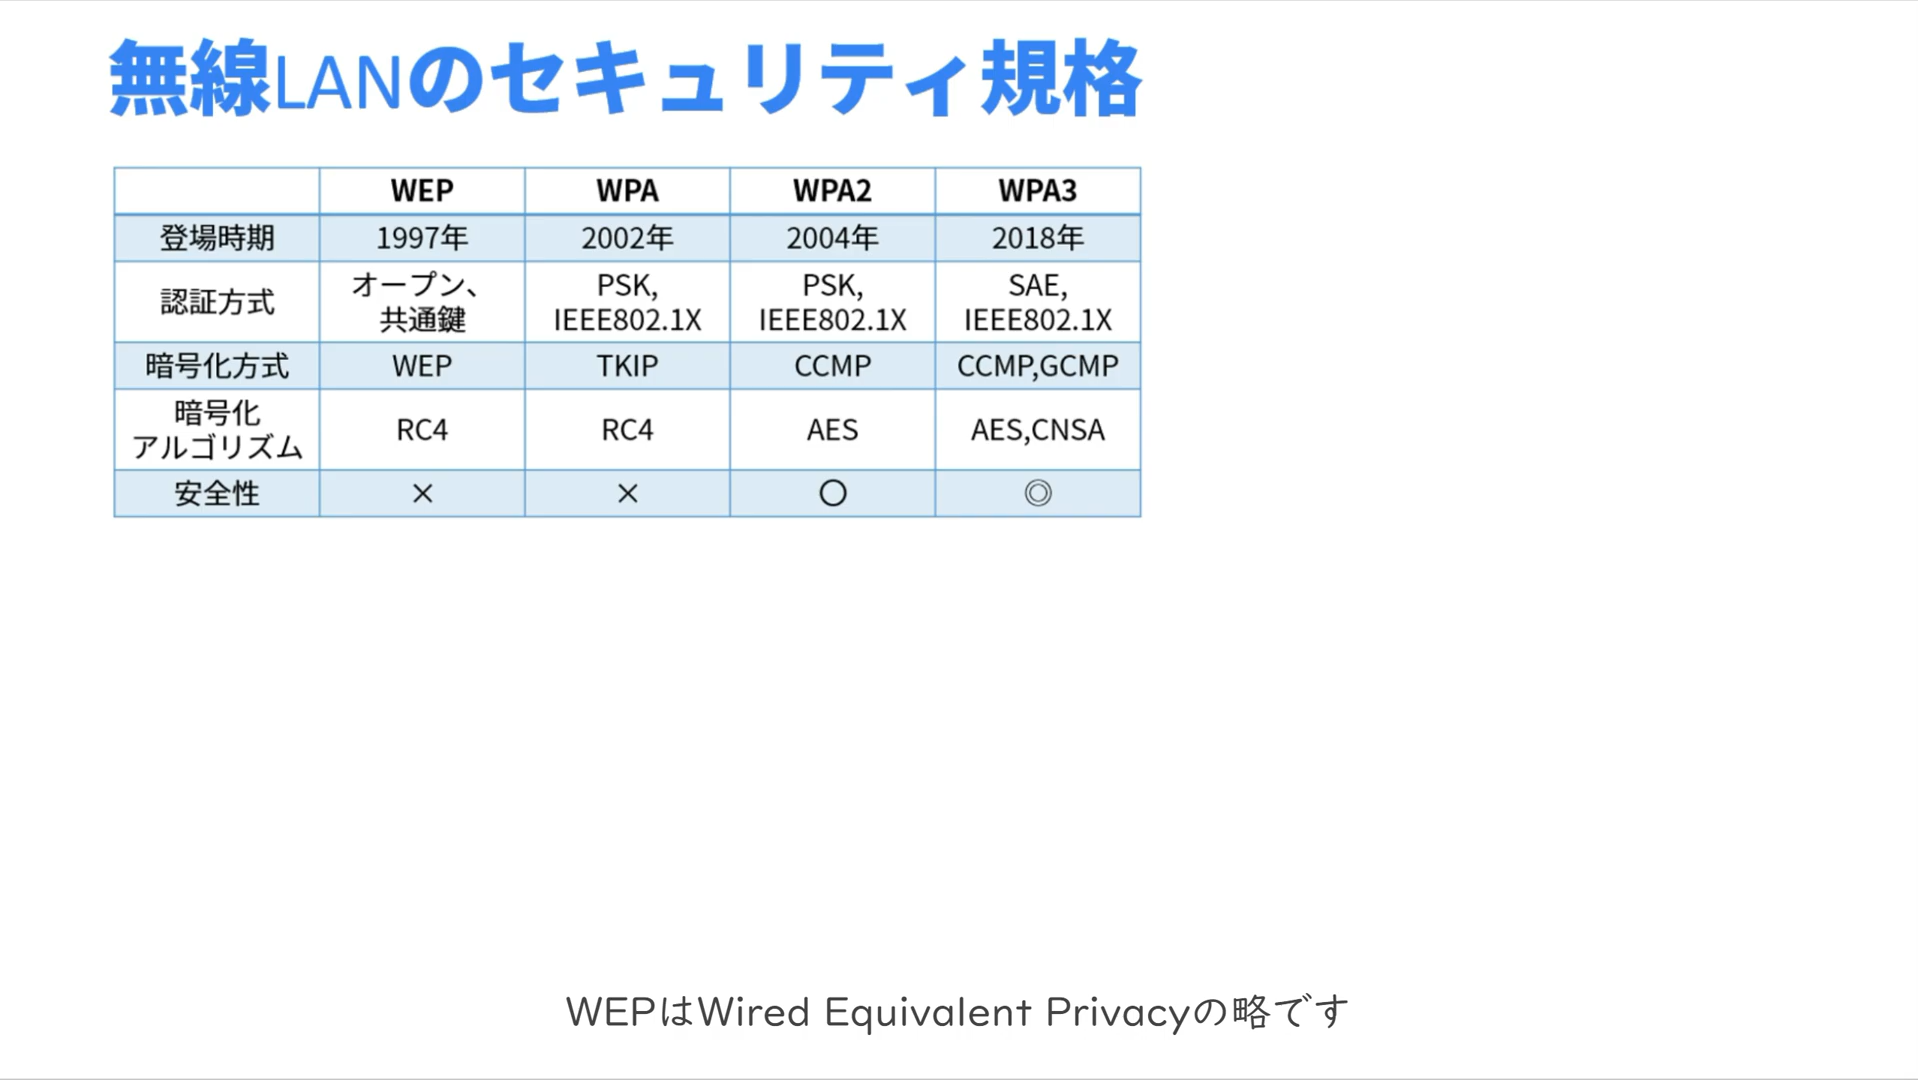 無線LANのセキュリティ規格
WEP WPA WPA2 WPA3
登場時期 1997年 2002年 2004年 2018年
認証方式 オープン、共通鍵 PSK, IEEE802.1X PSK, IEEE802.1X SAE, IEEE802.1X
暗号化方式 WEP TKIP CCMP CCMP,GCMP
暗号化アルゴリズム RC4 RC4 AES AES,CNSA
安全性 × × 〇 ◎
WEPはWired Equivalent Privacyの略です